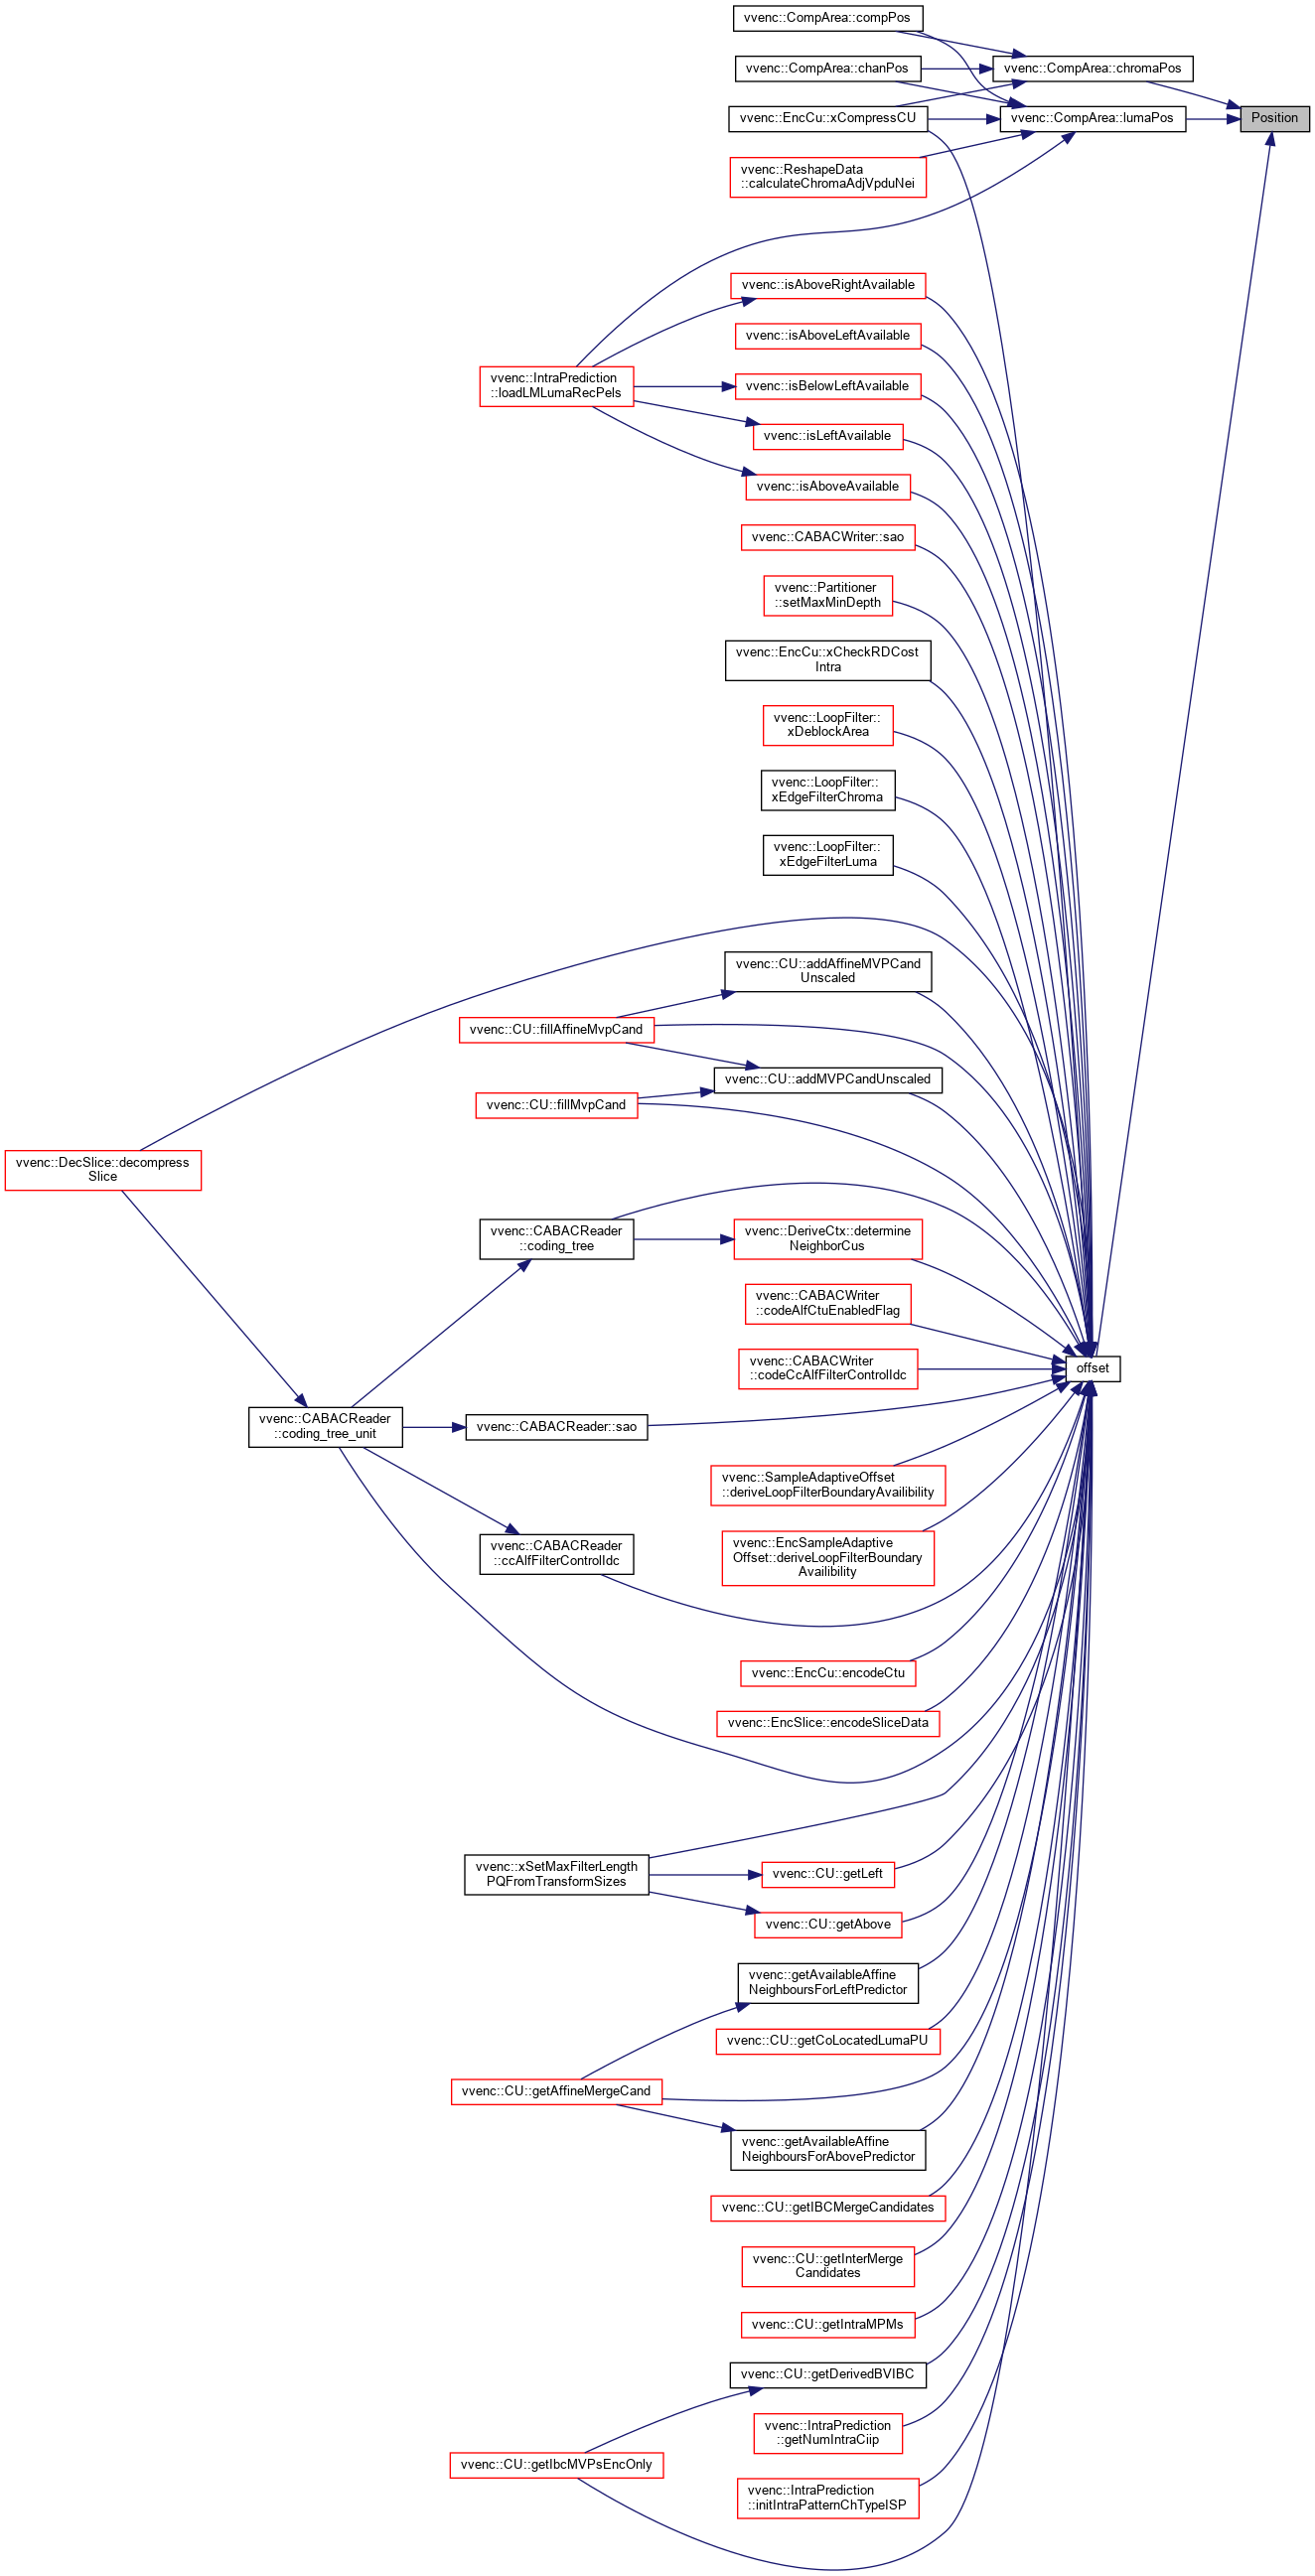 vvenc::CompArea::compPos
vvenc::CompArea::chromaPos
vvenc::CompArea::chanPos
Position
vvenc::EncCu::xCompressCU
vvenc::CompArea::lumaPos
vvenc::ReshapeData
::calculateChromaAdjVpduNei
vvenc::isAboveRightAvailable
vvenc::isAboveLeftAvailable
vvenc::IntraPrediction
::loadLMLumaRecPels
vvenc::isBelowLeftAvailable
vvenc::isLeftAvailable
vvenc::isAboveAvailable
vvenc::CABACWriter::sao
vvenc::Partitioner
::setMaxMinDepth
vvenc::EncCu::xCheckRDCost
Intra
vvenc::LoopFilter::
xDeblockArea
vvenc::LoopFilter::
xEdgeFilterChroma
vvenc::LoopFilter::
xEdgeFilterLuma
vvenc::CU::addAffineMVPCand
Unscaled
vvenc::CU::fillAffineMvpCand
vvenc::CU::addMVPCandUnscaled
vvenc::CU::fillMvpCand
vvenc::DecSlice::decompress
Slice
vvenc::CABACReader
::coding_tree
vvenc::DeriveCtx::determine
NeighborCus
vvenc::CABACWriter
::codeAlfCtuEnabledFlag
vvenc::CABACWriter
::codeCcAlfFilterControlIdc
offset
vvenc::CABACReader
::coding_tree_unit
vvenc::CABACReader::sao
vvenc::SampleAdaptiveOffset
::deriveLoopFilterBoundaryAvailibility
vvenc::CABACReader
::ccAlfFilterControlIdc
vvenc::EncSampleAdaptive
Offset::deriveLoopFilterBoundary
Availibility
vvenc::EncCu::encodeCtu
vvenc::EncSlice::encodeSliceData
vvenc::xSetMaxFilterLength
PQFromTransformSizes
vvenc::CU::getLeft
vvenc::CU::getAbove
vvenc::getAvailableAffine
NeighboursForLeftPredictor
vvenc::CU::getCoLocatedLumaPU
vvenc::CU::getAffineMergeCand
vvenc::getAvailableAffine
NeighboursForAbovePredictor
vvenc::CU::getIBCMergeCandidates
vvenc::CU::getInterMerge
Candidates
vvenc::CU::getIntraMPMs
vvenc::CU::getDerivedBVIBC
vvenc::IntraPrediction
::getNumIntraCiip
vvenc::CU::getIbcMVPsEncOnly
vvenc::IntraPrediction
::initIntraPatternChTypeISP